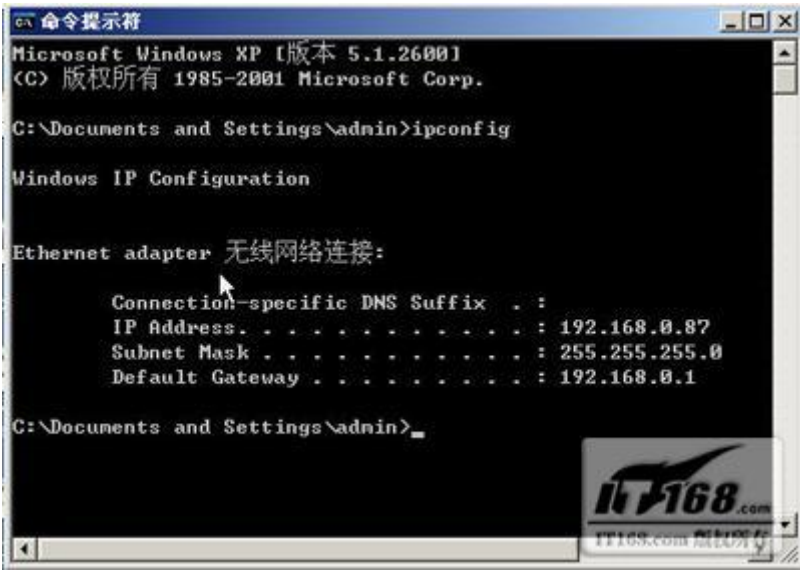 命令提示符
Microsoft Windows XP [版本 5.1.2600]
(C) 版权所有 1985-2001 Microsoft Corp.
C:\Documents and Settings\admin>ipconfig
Windows IP Configuration
Ethernet adapter 无线网络连接:
Connection-specific DNS Suffix . :
IP Address. . . . . . . . . . . . : 192.168.0.87
Subnet Mask . . . . . . . . . . . : 255.255.255.0
Default Gateway . . . . . . . . . : 192.168.0.1
C:\Documents and Settings\admin>_
IT168.com
IT168.com 版权所有